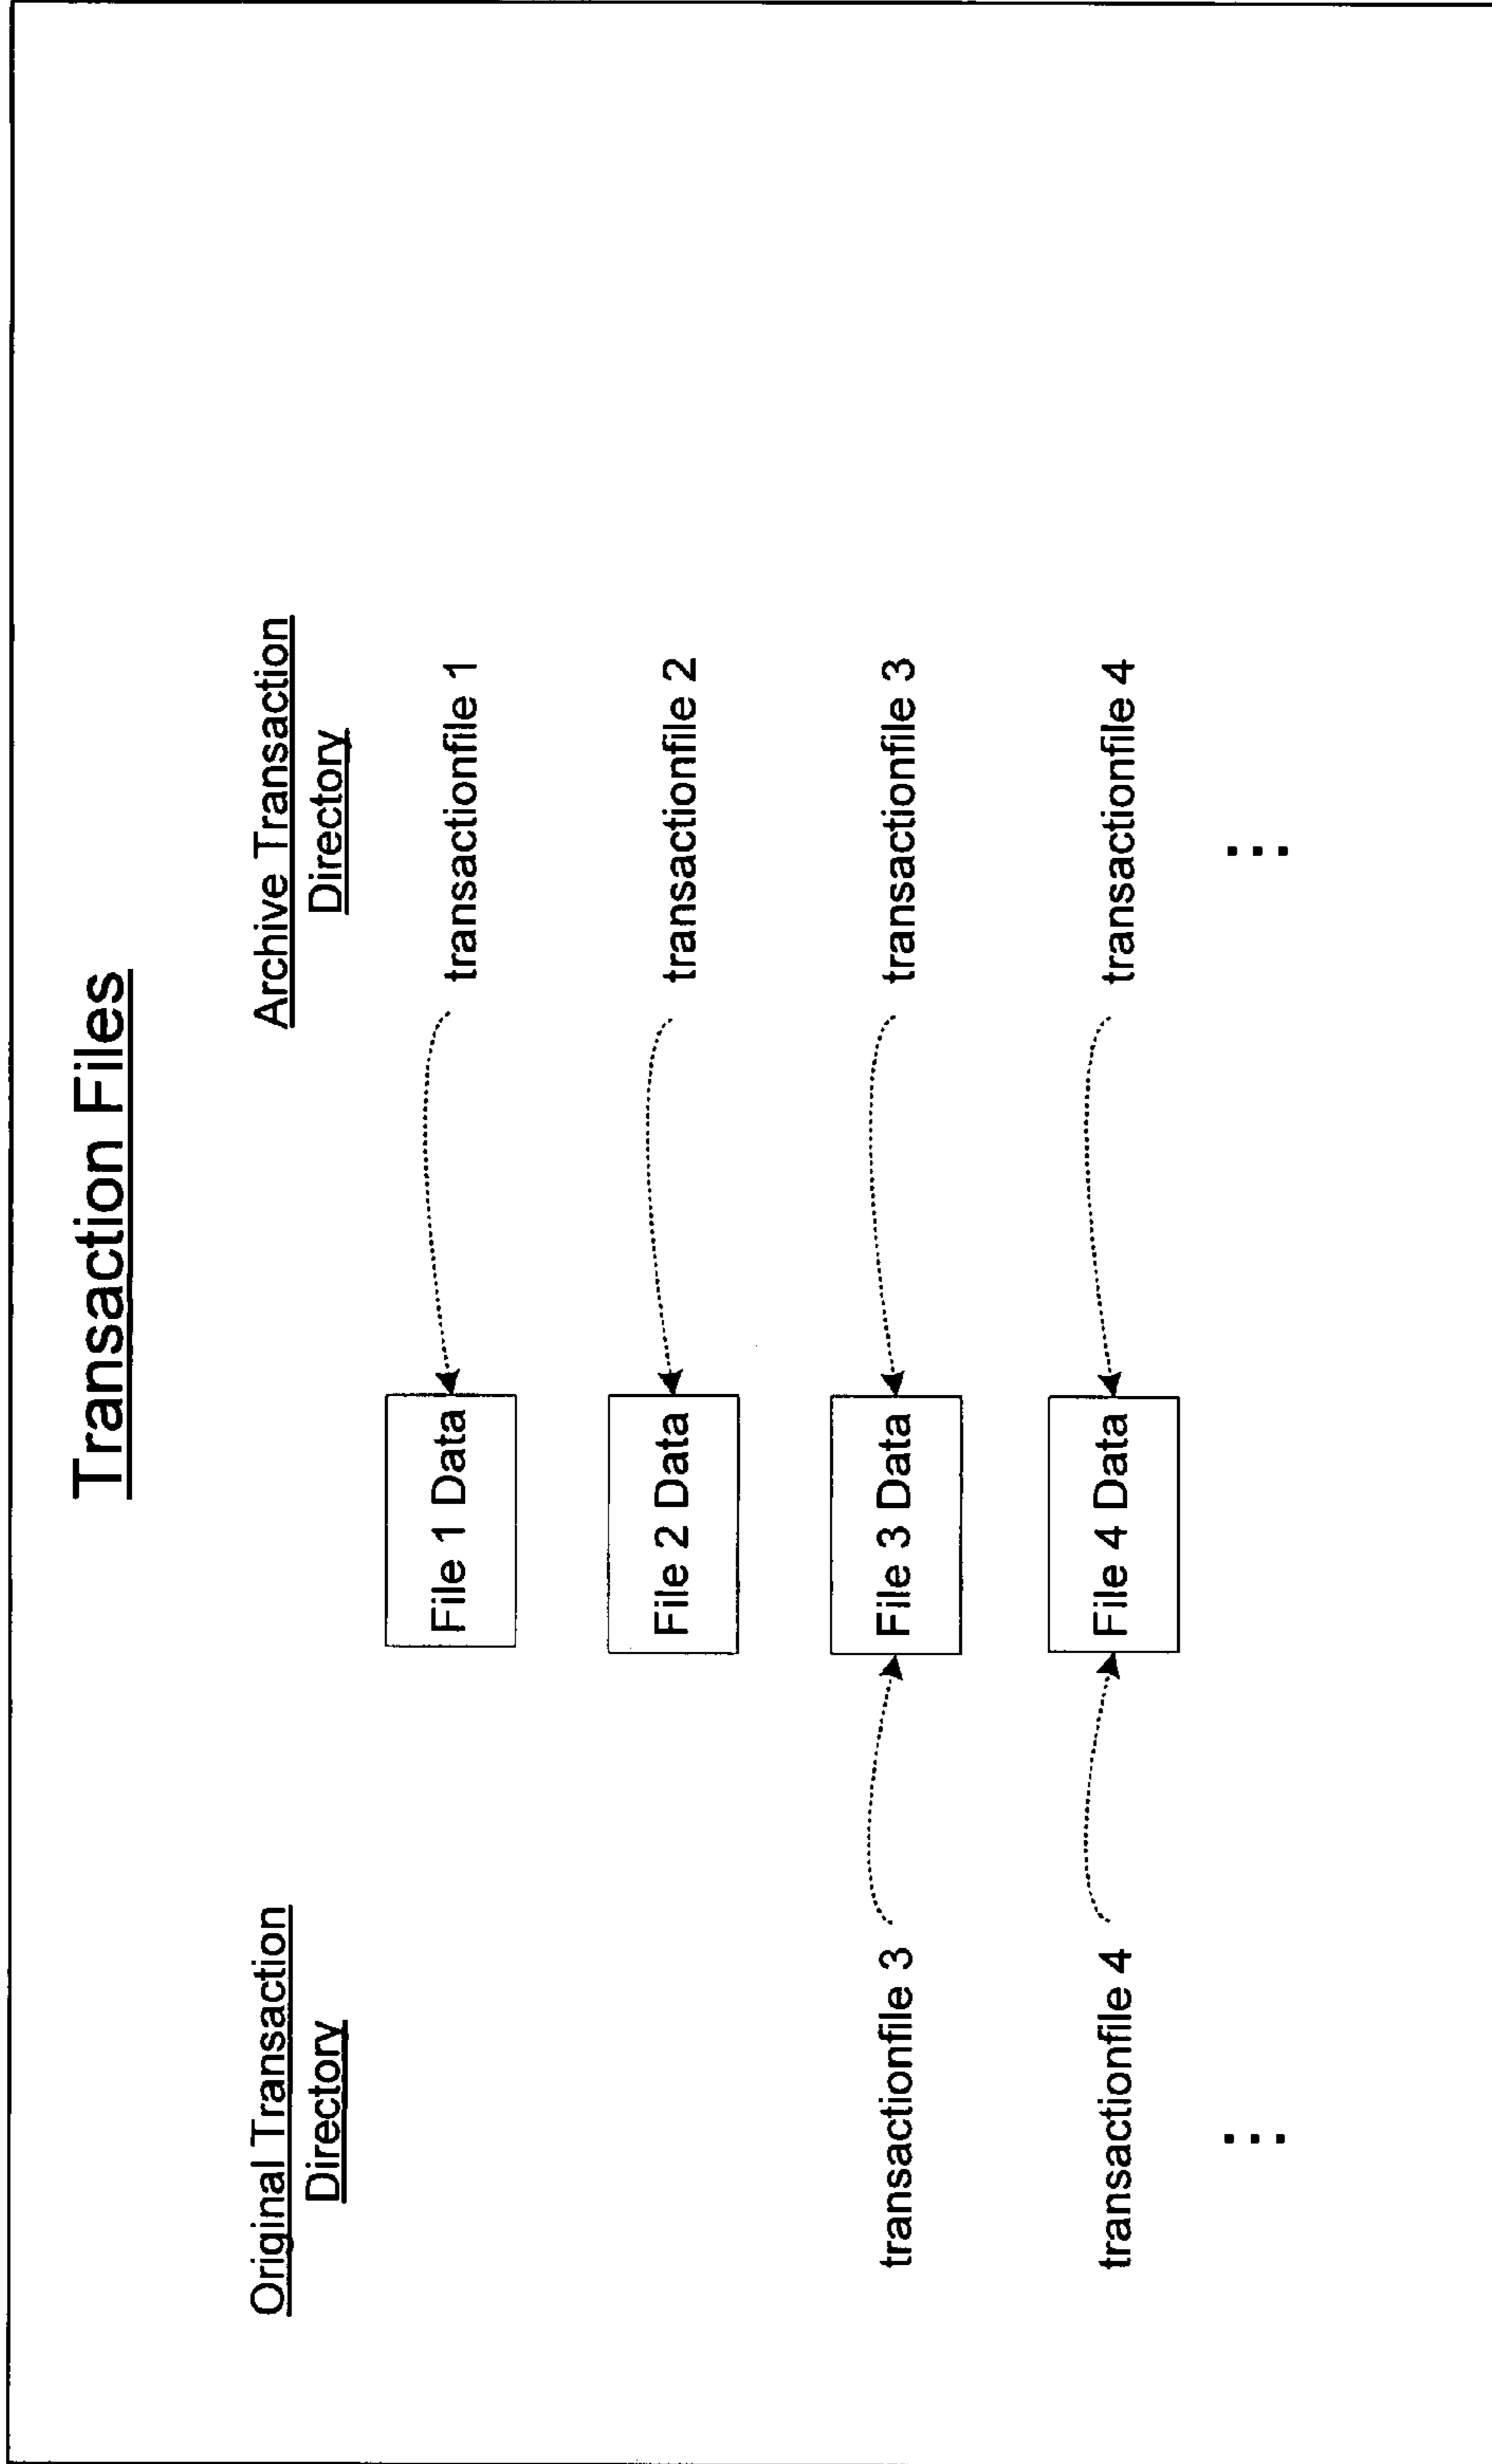 Transaction Files
Original Transaction
Directory
Archive Transaction
Directory
File 1 Data
transactionfile 1
File 2 Data
transactionfile 2
transactionfile 3
File 3 Data
transactionfile 3
transactionfile 4
File 4 Data
transactionfile 4
...
...